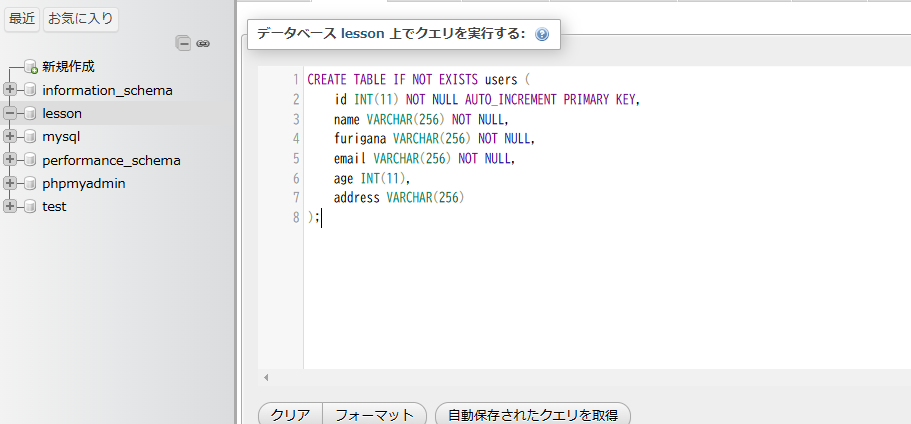 最近 お気に入り
新規作成
information_schema
lesson
mysql
performance_schema
phpmyadmin
test
データベース lesson 上でクエリを実行する:
1 CREATE TABLE IF NOT EXISTS users (
2 id INT(11) NOT NULL AUTO_INCREMENT PRIMARY KEY,
3 name VARCHAR(256) NOT NULL,
4 furigana VARCHAR(256) NOT NULL,
5 email VARCHAR(256) NOT NULL,
6 age INT(11),
7 address VARCHAR(256)
8 );
クリア フォーマット 自動保存されたクエリを取得